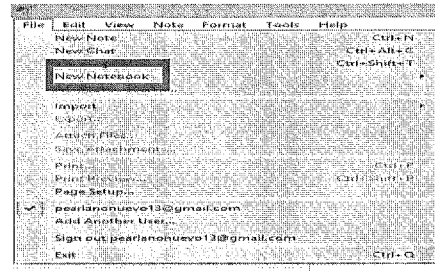 File Edit View Note Format Tools Help
New Note Ctrl+N
New Chat Ctrl+Alt+C
Ctrl+Shift+T
New Notebook
Import
Export...
Attach Files...
Save Attachments...
Print... Ctrl+P
Print Preview... Ctrl+Shift+P
Page Setup...
pearlanonuevo13@gmail.com
Add Another User...
Sign out pearlanonuevo13@gmail.com
Exit Ctrl+Q